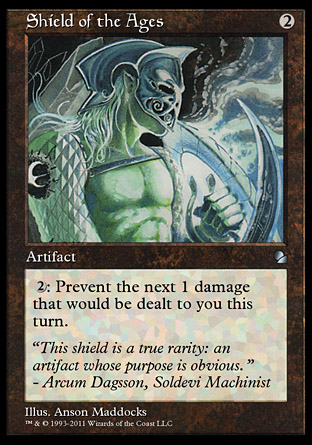 Shield of the Ages 2
Artifact
2: Prevent the next 1 damage
that would be dealt to you this
turn.
“This shield is a true rarity: an
artifact whose purpose is obvious.”
- Arcum Dagsson, Soldevi Machinist
Illus. Anson Maddocks
™ & © 1993-2011 Wizards of the Coast LLC